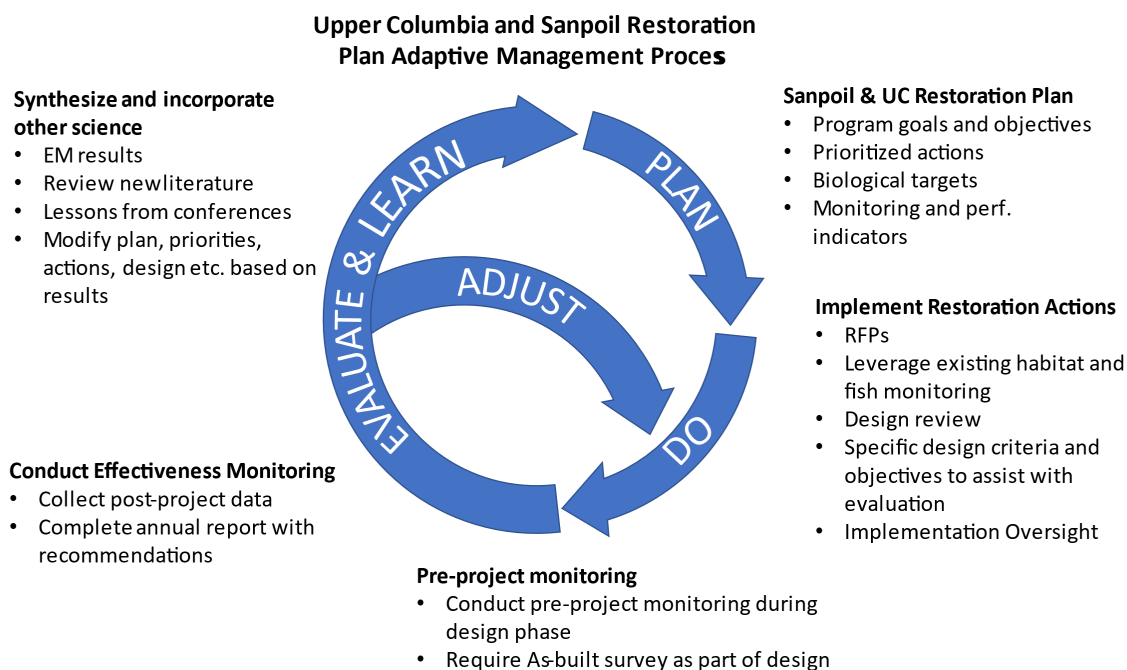 Upper Columbia and Sanpoil Restoration
Plan Adaptive Management Process
Synthesize and incorporate
other science
• EM results
• Review new literature
• Lessons from conferences
• Modify plan, priorities,
actions, design etc. based on
results
Sanpoil & UC Restoration Plan
• Program goals and objectives
• Prioritized actions
• Biological targets
• Monitoring and perf.
indicators
EVALUATE & LEARN
PLAN
ADJUST
DO
Implement Restoration Actions
• RFPs
• Leverage existing habitat and
fish monitoring
• Design review
• Specific design criteria and
objectives to assist with
evaluation
• Implementation Oversight
Conduct Effectiveness Monitoring
• Collect post-project data
• Complete annual report with
recommendations
Pre-project monitoring
• Conduct pre-project monitoring during
design phase
• Require As-built survey as part of design